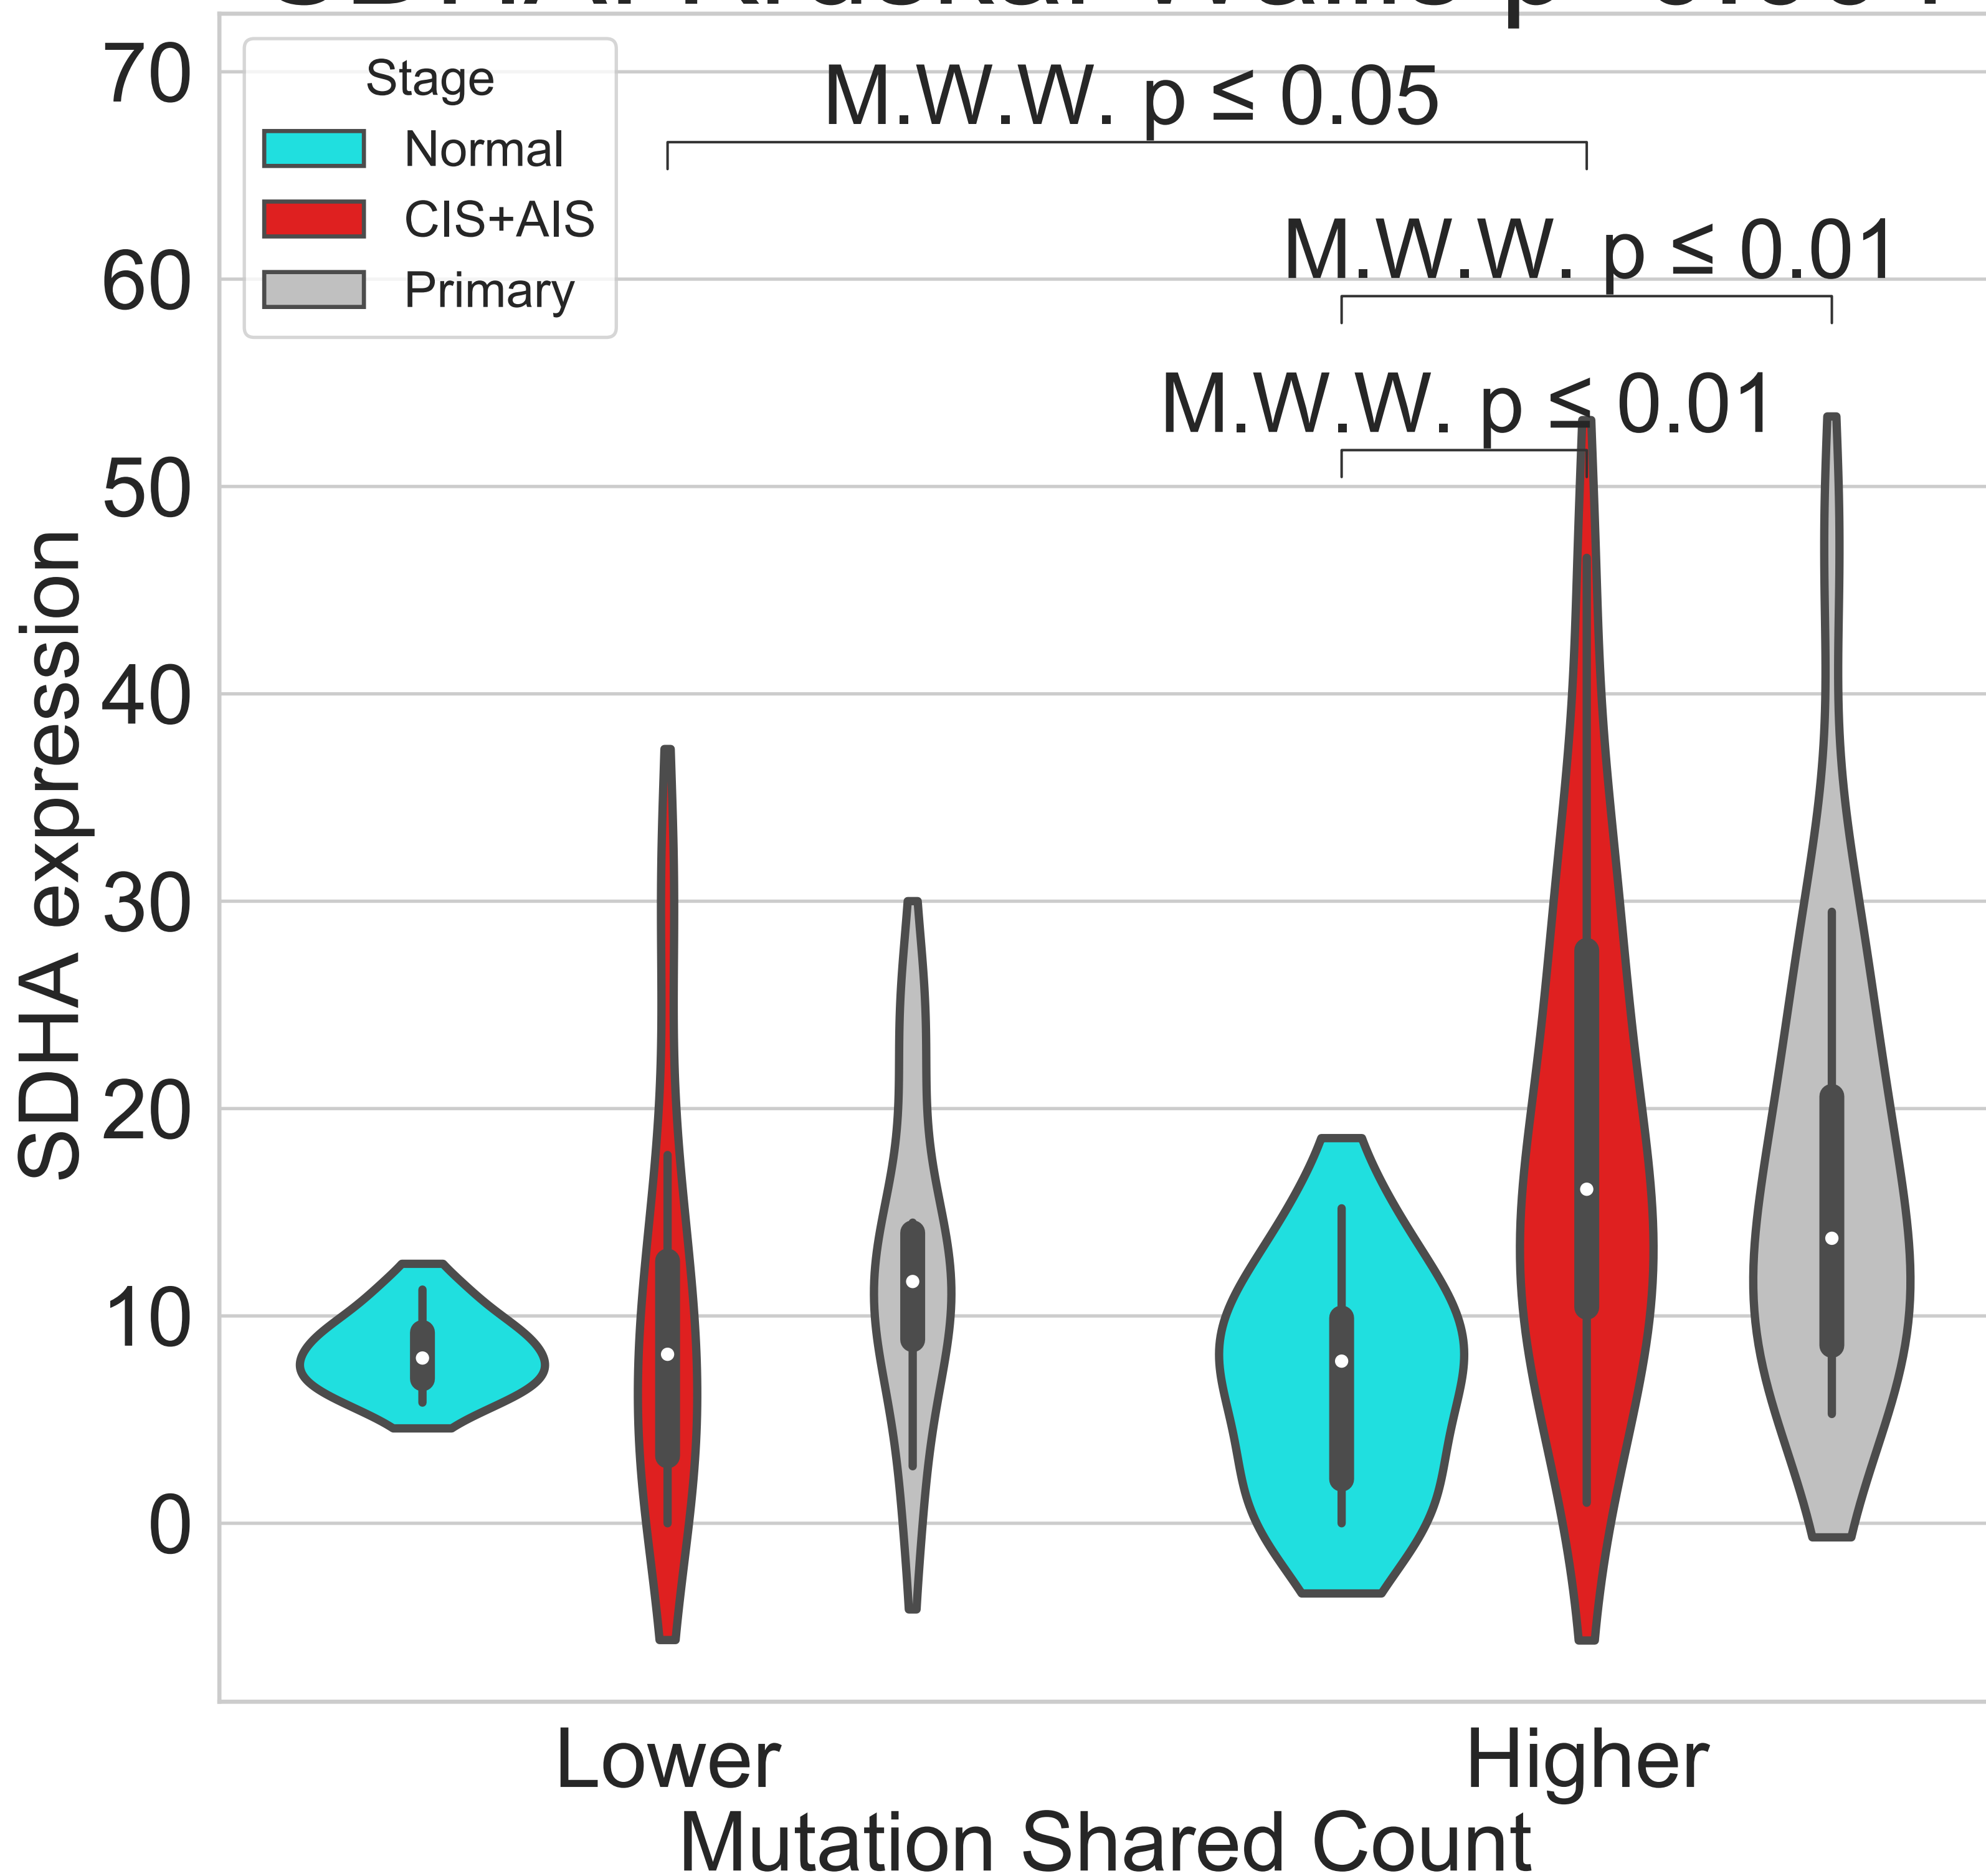 70
60
50
40
30
20
10
0
SDHA expression
Stage
Normal
CIS+AIS
Primary
M.W.W. p ≤ 0.05
M.W.W. p ≤ 0.01
M.W.W. p ≤ 0.01
Lower
Higher
Mutation Shared Count